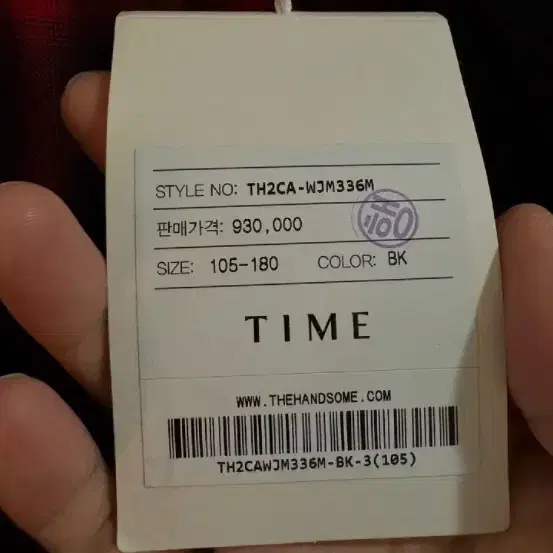 STYLE NO: TH2CA-WJM336M
판매가격: 930,000
SIZE: 105-180 COLOR: BK
TIME
WWW.THEHANDSOME.COM
TH2CAWJM336M-BK-3(105)